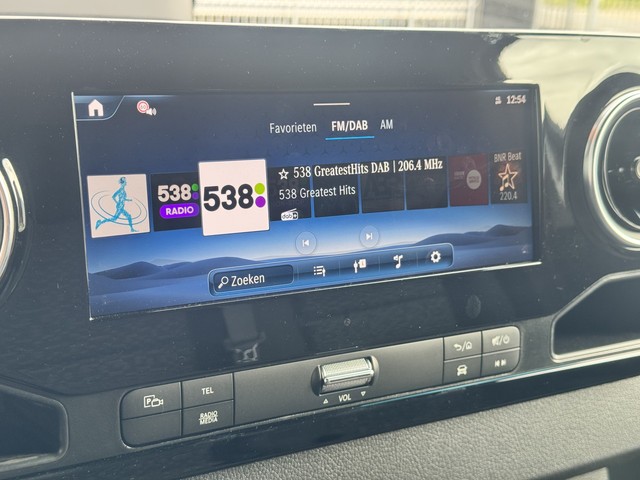 12:54
Favorieten FM/DAB AM
538 RADIO
538
☆ 538 GreatestHits DAB | 206.4 MHz
538 Greatest Hits
dab+
BNR Beat
220.4
Zoeken
P
TEL
RADIO
MEDIA
VOL